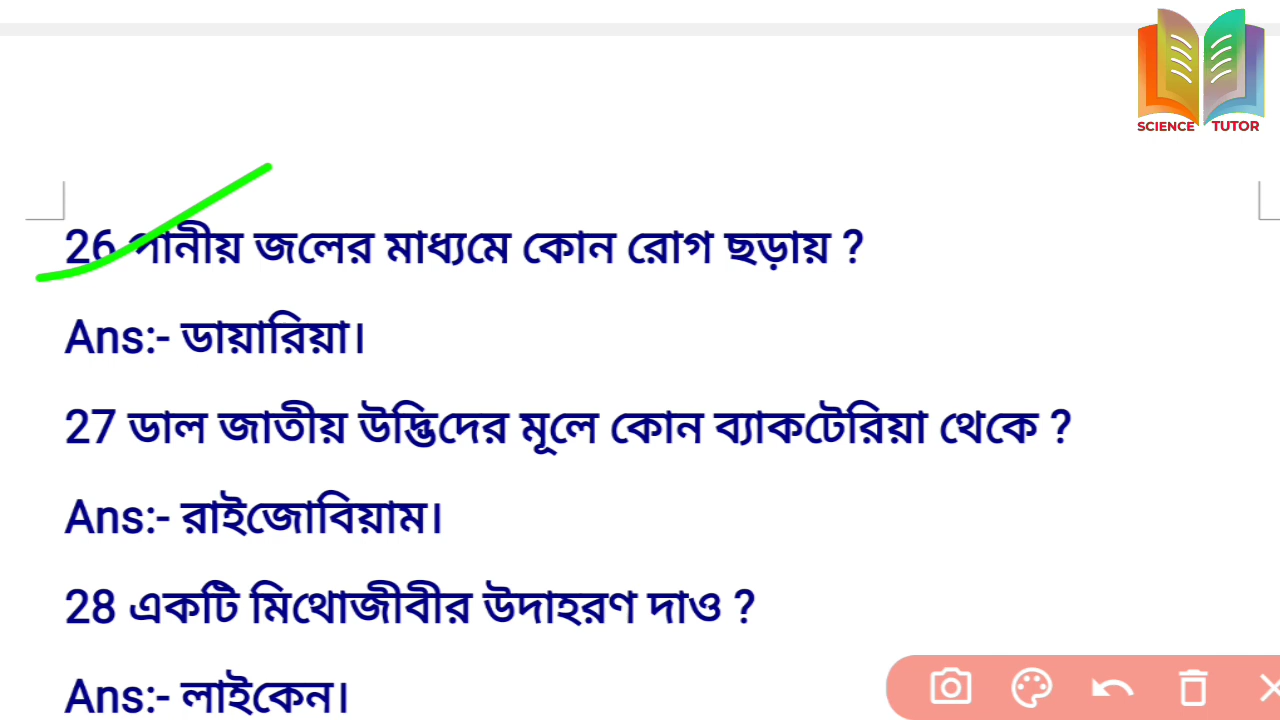 SCIENCE TUTOR
26 পানীয় জলের মাধ্যমে কোন রোগ ছড়ায় ?
Ans:- ডায়ারিয়া।
27 ডাল জাতীয় উদ্ভিদের মূলে কোন ব্যাকটেরিয়া থেকে ?
Ans:- রাইজোবিয়াম।
28 একটি মিথোজীবীর উদাহরণ দাও ?
Ans:- লাইকেন।